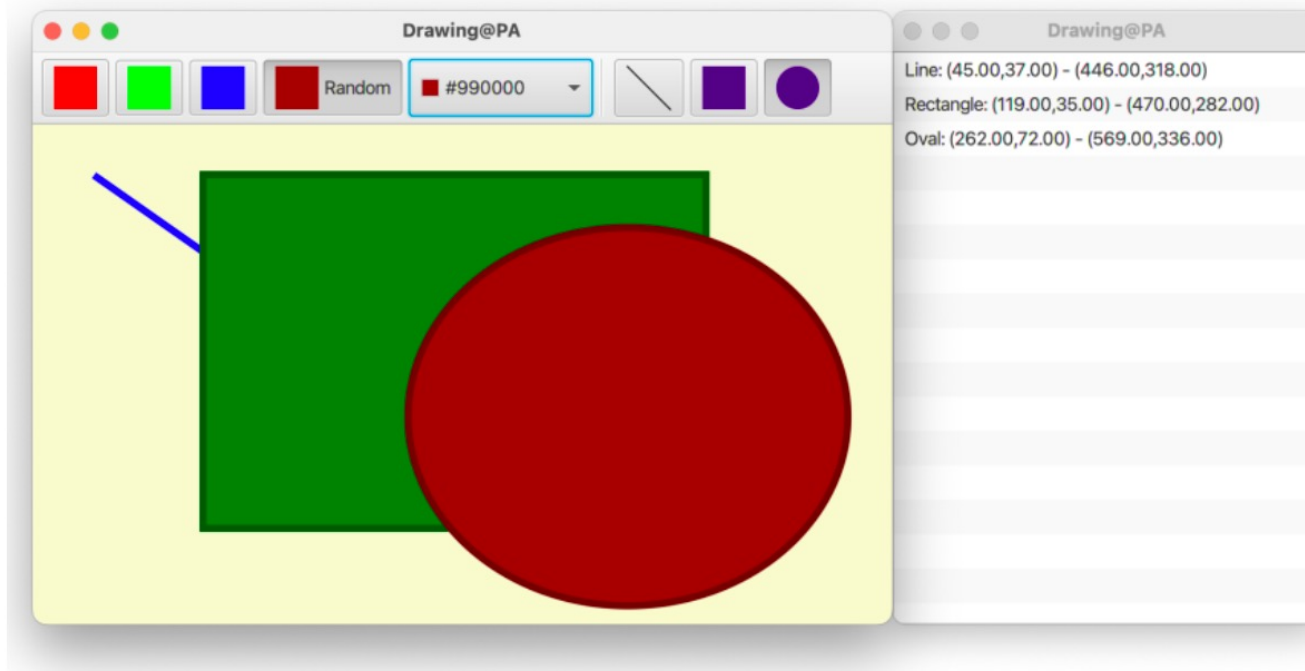 Drawing@PA
Random
#990000
Drawing@PA
Line: (45.00,37.00) - (446.00,318.00)
Rectangle: (119.00,35.00) - (470.00,282.00)
Oval: (262.00,72.00) - (569.00,336.00)